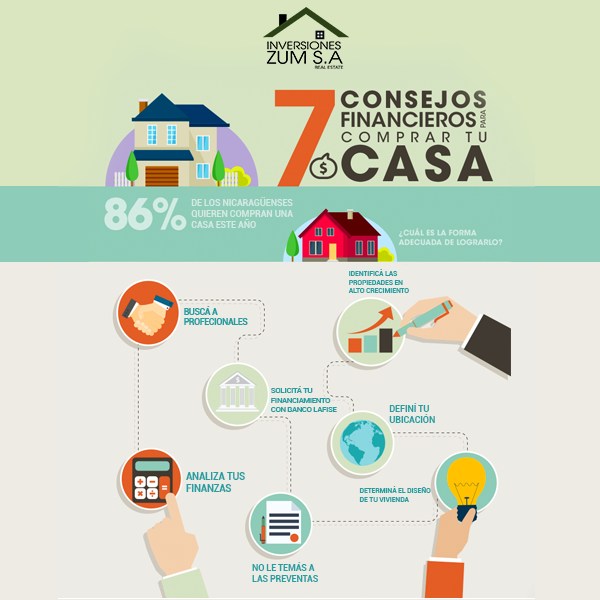 INVERSIONES
ZUM S.A
REAL ESTATE
7 CONSEJOS
FINANCIEROS PARA
COMPRAR TU
$ CASA
86%
DE LOS NICARAGÜENSES
QUIEREN COMPRAN UNA
CASA ESTE AÑO
¿CUÁL ES LA FORMA
ADECUADA DE LOGRARLO?
IDENTIFICÁ LAS
PROPIEDADES EN
ALTO CRECIMIENTO
BUSCÁ A
PROFECIONALES
SOLICITÁ TU
FINANCIAMIENTO
CON BANCO LAFISE
DEFINÍ TU
UBICACIÓN
ANALIZA TUS
FINANZAS
DETERMINÁ EL DISEÑO
DE TU VIVIENDA
NO LE TEMÁS A
LAS PREVENTAS